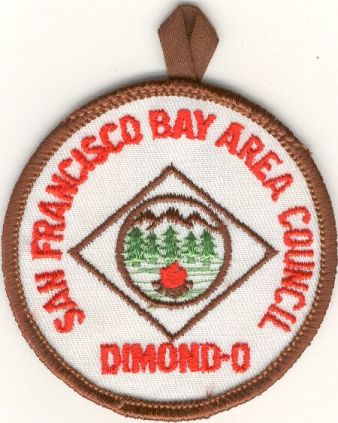 SAN FRANCISCO BAY AREA COUNCIL
DIMOND-O